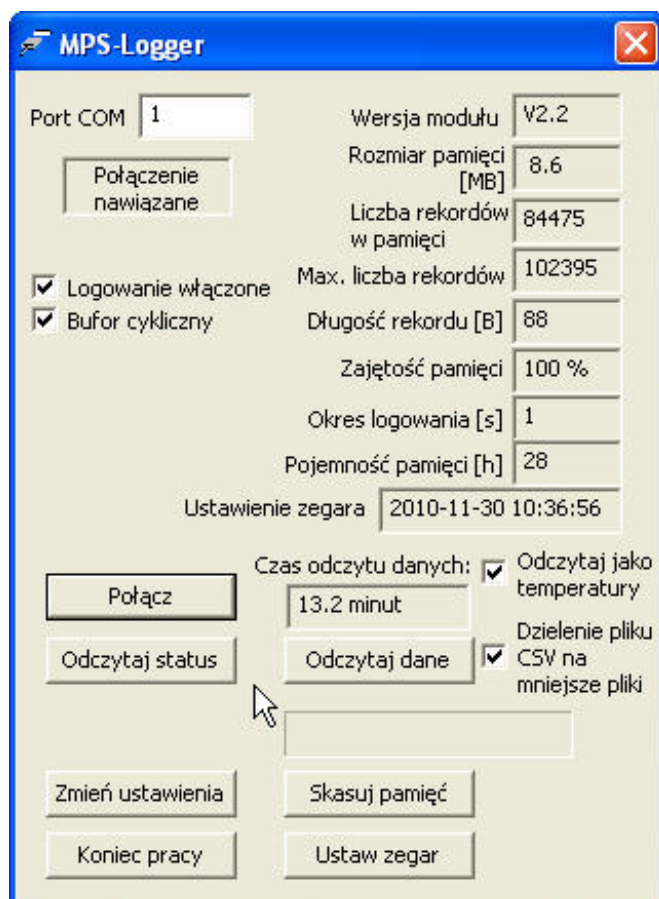 MPS-Logger
Port COM 1
Połączenie
nawiązane
Logowanie włączone
Bufor cykliczny
Wersja modułu V2.2
Rozmiar pamięci
[MB] 8.6
Liczba rekordów
w pamięci 84475
Max. liczba rekordów 102395
Długość rekordu [B] 88
Zajętość pamięci 100 %
Okres logowania [s] 1
Pojemność pamięci [h] 28
Ustawienie zegara 2010-11-30 10:36:56
Połącz
Czas odczytu danych:
13.2 minut
Odczytaj jako
temperatury
Odczytaj status
Odczytaj dane
Dzielenie pliku
CSV na
mniejsze pliki
Zmień ustawienia
Skasuj pamięć
Koniec pracy
Ustaw zegar